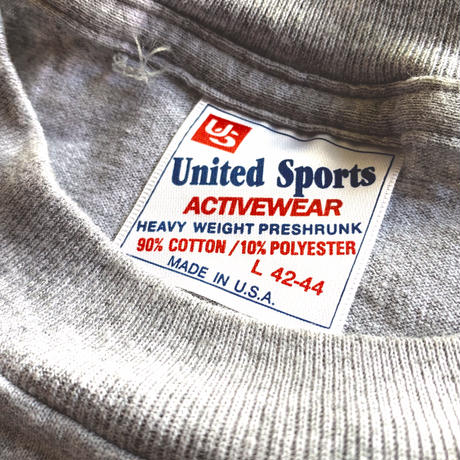 US
United Sports
ACTIVEWEAR
HEAVY WEIGHT PRESHRUNK
90% COTTON / 10% POLYESTER
L 42-44
MADE IN U.S.A.